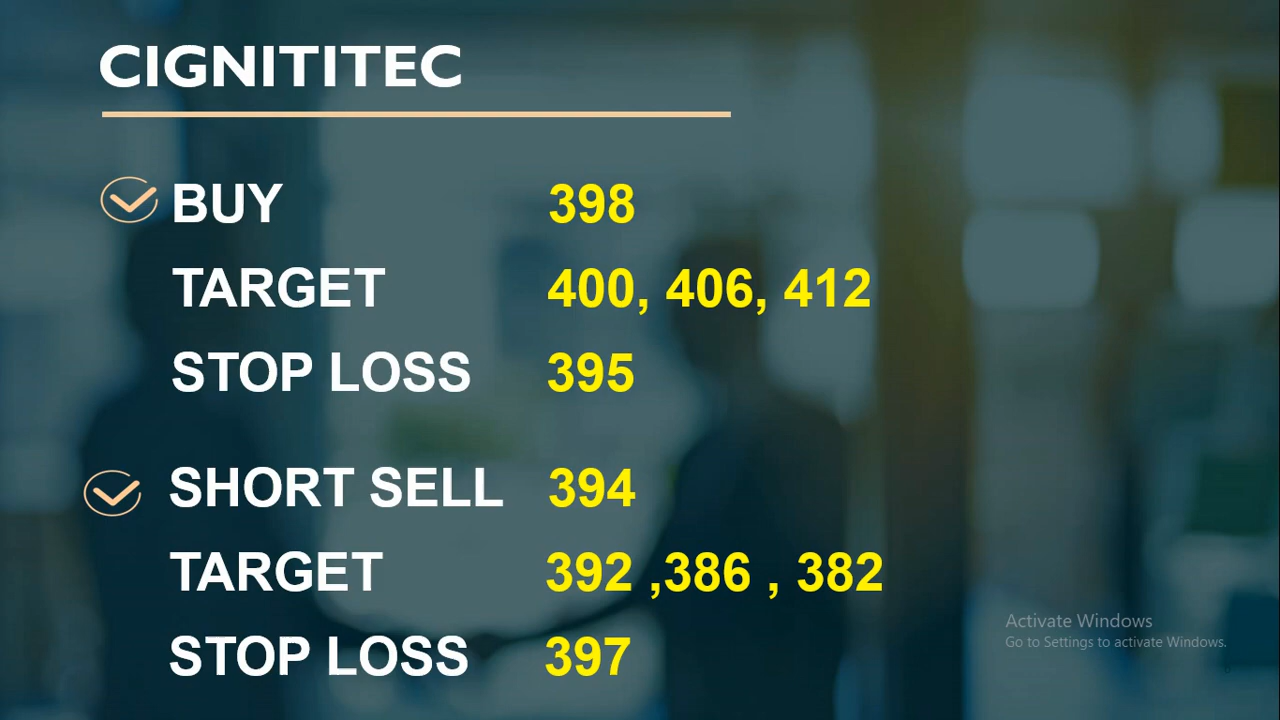 CIGNITITEC
BUY 398
TARGET 400, 406, 412
STOP LOSS 395
SHORT SELL 394
TARGET 392 ,386 , 382
STOP LOSS 397
Activate Windows
Go to Settings to activate Windows.